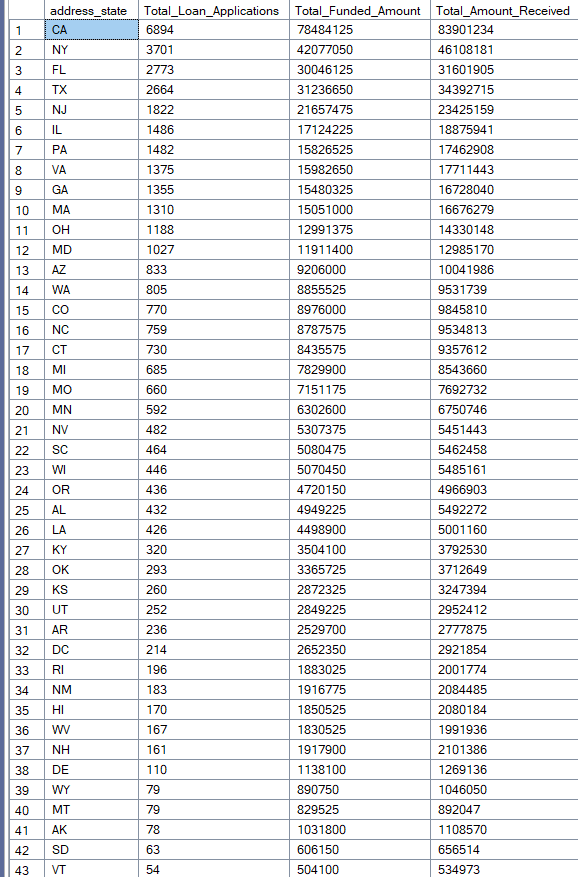 address_state Total_Loan_Applications Total_Funded_Amount Total_Amount_Received
1 CA 6894 78484125 83901234
2 NY 3701 42077050 46108181
3 FL 2773 30046125 31601905
4 TX 2664 31236650 34392715
5 NJ 1822 21657475 23425159
6 IL 1486 17124225 18875941
7 PA 1482 15826525 17462908
8 VA 1375 15982650 17711443
9 GA 1355 15480325 16728040
10 MA 1310 15051000 16676279
11 OH 1188 12991375 14330148
12 MD 1027 11911400 12985170
13 AZ 833 9206000 10041986
14 WA 805 8855525 9531739
15 CO 770 8976000 9845810
16 NC 759 8787575 9534813
17 CT 730 8435575 9357612
18 MI 685 7829900 8543660
19 MO 660 7151175 7692732
20 MN 592 6302600 6750746
21 NV 482 5307375 5451443
22 SC 464 5080475 5462458
23 WI 446 5070450 5485161
24 OR 436 4720150 4966903
25 AL 432 4949225 5492272
26 LA 426 4498900 5001160
27 KY 320 3504100 3792530
28 OK 293 3365725 3712649
29 KS 260 2872325 3247394
30 UT 252 2849225 2952412
31 AR 236 2529700 2777875
32 DC 214 2652350 2921854
33 RI 196 1883025 2001774
34 NM 183 1916775 2084485
35 HI 170 1850525 2080184
36 WV 167 1830525 1991936
37 NH 161 1917900 2101386
38 DE 110 1138100 1269136
39 WY 79 890750 1046050
40 MT 79 829525 892047
41 AK 78 1031800 1108570
42 SD 63 606150 656514
43 VT 54 504100 534973